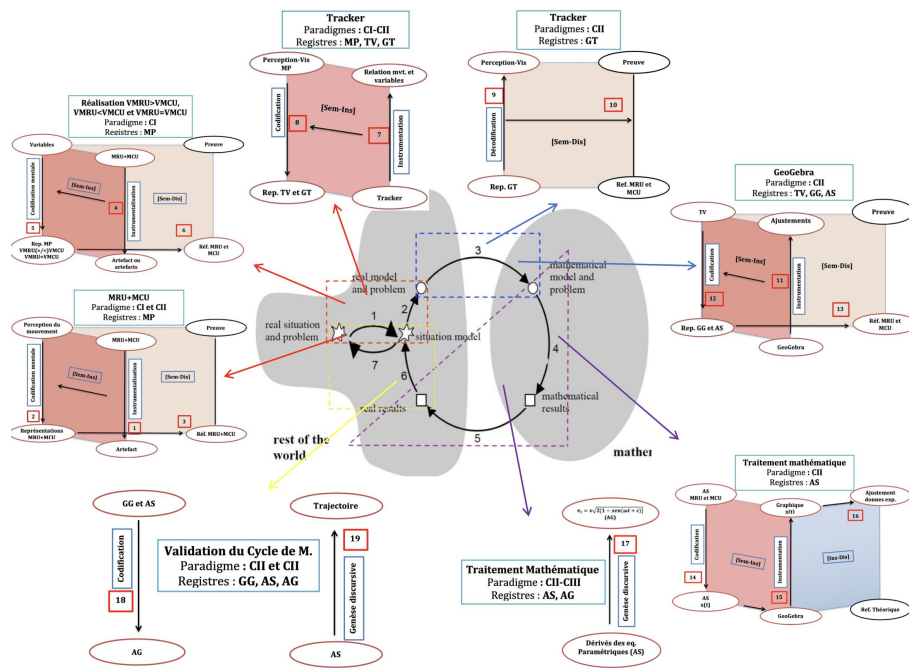 Tracker
Paradigmes : CI-CII
Registres : MP, TV, GT
Perception-Vis
MP
Relation mvt. et
variables
Codification
8
[Sem-Ins]
7
Instrumentation
Rep. TV et GT
Tracker
Tracker
Paradigmes : CII
Registres : GT
Perception-Vis
Preuve
9
Décodification
10
[Sem-Dis]
Rep. GT
Ref. MRU et
MCU
Réalisation VMRU>VMCU,
VMRU<VMCU et VMRU=VMCU
Paradigme : CI
Registres : MP
Variables
MRU+MCU
Preuve
Codification mentale
[Sem-Ins]
4
Instrumentalisation
[Sem-Dis]
5
6
Rep. MP
VMRU(>/<)VMCU
VMRU=VMCU
Artefact ou
artefacts
Réf. MRU et
MCU
GeoGebra
Paradigme : CII
Registres : TV, GG, AS
TV
Ajustements
Preuve
Codification
[Sem-Ins]
11
Instrumentation
[Sem-Dis]
12
13
Rep. GG et AS
GeoGebra
Réf. MRU et
MCU
MRU+MCU
Paradigme : CI et CII
Registres : MP
Perception du
mouvement
MRU+MCU
Preuve
Codification mentale
[Sem-Ins]
Instrumentalisation
[Sem-Dis]
2
1
3
Représentations
MRU+MCU
Artefact
Réf. MRU+MCU
3
real model
and problem
mathematical
model and
problem
2
1
real situation
and problem
situation model
7
6
4
real results
mathematical
results
5
rest of the
world
mather
Traitement mathématique
Paradigme : CII
Registres : AS
AS
MRU et MCU
Graphique
x(t)
Ajustement
donnes exp.
16
Codification
[Sem-Ins]
Instrumentation
[Ins-Dis]
14
15
AS
x(t)
GeoGebra
Ref. Théorique
GG et AS
Codification
18
AG
Validation du Cycle de M.
Paradigme : CII et CII
Registres : GG, AS, AG
Trajectoire
19
Genèse discursive
AS
Traitement Mathématique
Paradigme : CII-CIII
Registres : AS, AG
(AG)
17
Genèse discursive
Dérivés des eq.
Paramétriques (AS)